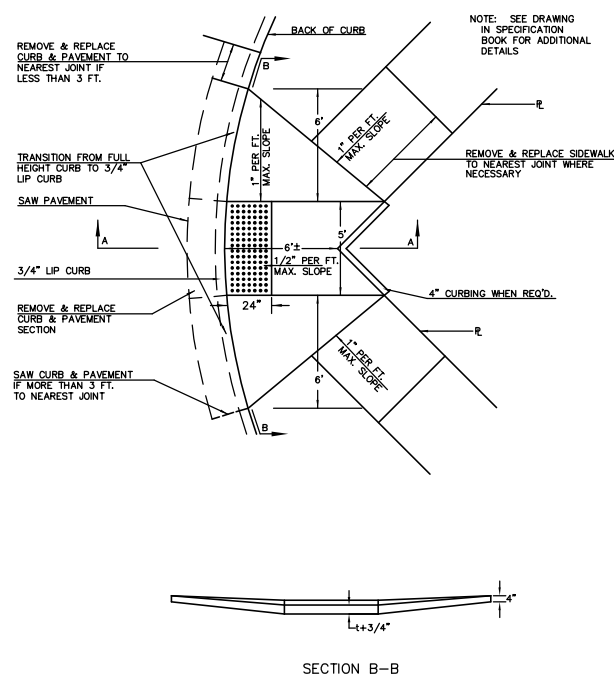 BACK OF CURB
NOTE: SEE DRAWING
IN SPECIFICATION
BOOK FOR ADDITIONAL
DETAILS
REMOVE & REPLACE
CURB & PAVEMENT TO
NEAREST JOINT IF
LESS THAN 3 FT.
B
6'
1" PER FT.
MAX. SLOPE
1" PER FT.
MAX. SLOPE
PL
REMOVE & REPLACE SIDEWALK
TO NEAREST JOINT WHERE
NECESSARY
TRANSITION FROM FULL
HEIGHT CURB TO 3/4"
LIP CURB
SAW PAVEMENT
A
6'±
5'
A
1/2" PER FT.
MAX. SLOPE
3/4" LIP CURB
24"
4" CURBING WHEN REQ'D.
REMOVE & REPLACE
CURB & PAVEMENT
SECTION
PL
1" PER FT.
MAX. SLOPE
6'
SAW CURB & PAVEMENT
IF MORE THAN 3 FT.
TO NEAREST JOINT
B
4"
t+3/4"
SECTION B-B